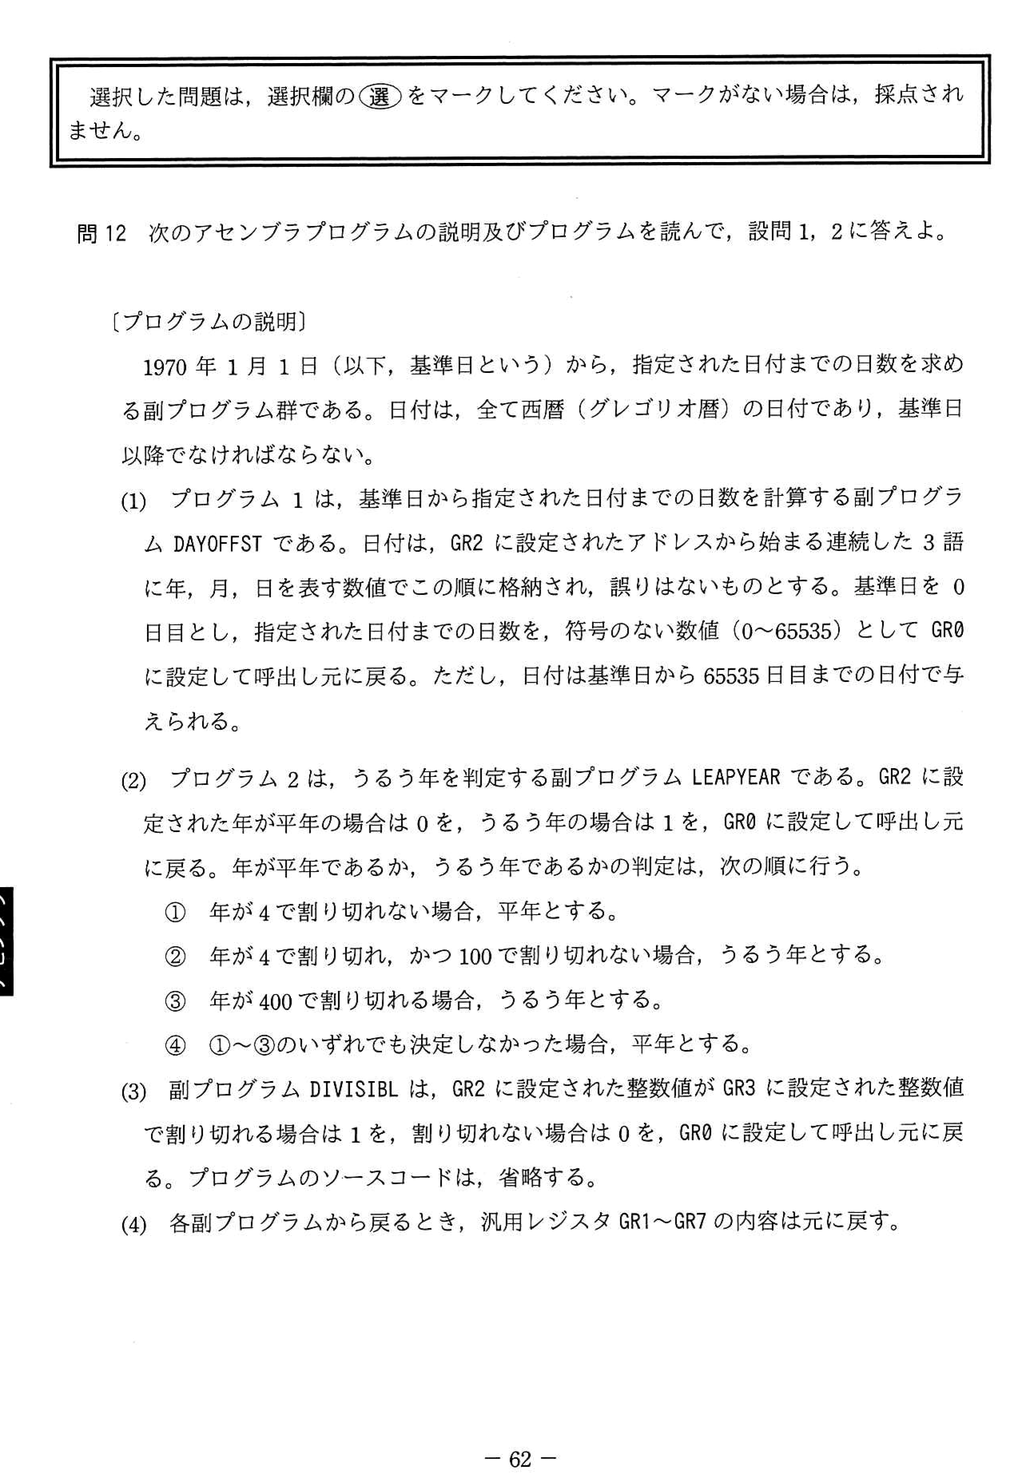 選択した問題は，選択欄の㊟をマークしてください。マークがない場合は，採点され
ません。
問12 次のアセンブラプログラムの説明及びプログラムを読んで，設問 1，2 に答えよ。
〔プログラムの説明〕
1970 年 1 月 1 日（以下，基準日という）から，指定された日付までの日数を求め
る副プログラム群である。日付は，全て西暦（グレゴリオ暦）の日付であり，基準日
以降でなければならない。
(1) プログラム 1 は，基準日から指定された日付までの日数を計算する副プログラ
ム DAYOFFST である。日付は，GR2 に設定されたアドレスから始まる連続した 3 語
に年，月，日を表す数値でこの順に格納され，誤りはないものとする。基準日を 0
日目とし，指定された日付までの日数を，符号のない数値（0～65535）として GR0
に設定して呼出し元に戻る。ただし，日付は基準日から 65535 日目までの日付で与
えられる。
(2) プログラム 2 は，うるう年を判定する副プログラム LEAPYEAR である。GR2 に設
定された年が平年の場合は 0 を，うるう年の場合は 1 を，GR0 に設定して呼出し元
に戻る。年が平年であるか，うるう年であるかの判定は，次の順に行う。
① 年が 4 で割り切れない場合，平年とする。
② 年が 4 で割り切れ，かつ 100 で割り切れない場合，うるう年とする。
③ 年が 400 で割り切れる場合，うるう年とする。
④ ①～③のいずれでも決定しなかった場合，平年とする。
(3) 副プログラム DIVISIBL は，GR2 に設定された整数値が GR3 に設定された整数値
で割り切れる場合は 1 を，割り切れない場合は 0 を，GR0 に設定して呼出し元に戻
る。プログラムのソースコードは，省略する。
(4) 各副プログラムから戻るとき，汎用レジスタ GR1～GR7 の内容は元に戻す。
－ 62 －